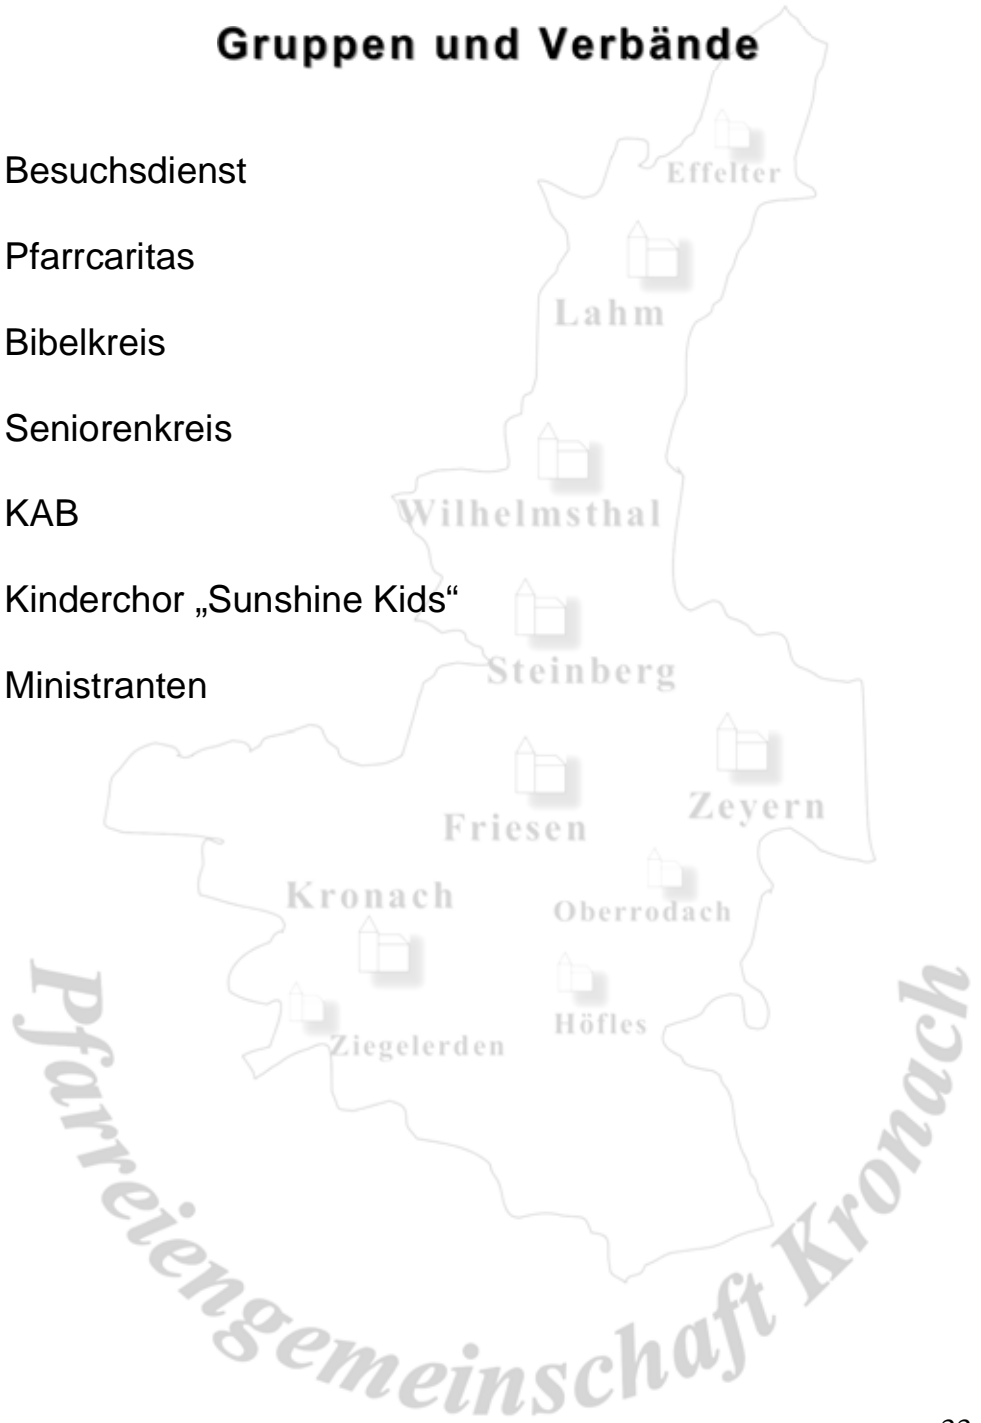 Gruppen und Verbände
Besuchsdienst
Pfarrcaritas
Bibelkreis
Seniorenkreis
KAB
Kinderchor „Sunshine Kids“
Ministranten
Effelter
Lahm
Wilhelmsthal
Steinberg
Zeyern
Friesen
Kronach
Oberrodach
Höfles
Ziegelerden
Pfarreiengemeinschaft Kronach